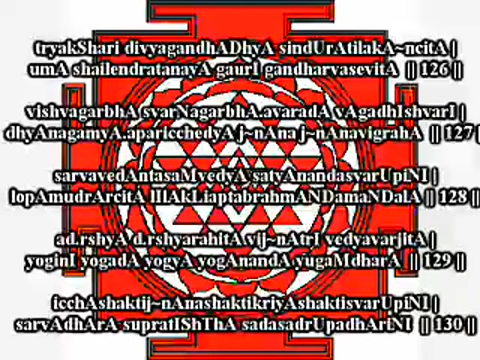 tryakShari divyagandhADhyA sindUrAtilakA~ncitA |
umA shailendratanayA gaurI gandharvasevitA || 126 ||
vishvagarbhA svarNagarbhA.avaradA vAgadhIshvarI |
dhyAnagamyA.aparicchedyA j~nAnaj~nAnavigrahA || 127 ||
sarvavedAntasaMvedyA satyAnandasvarUpiNI |
lopAmudrArcitA lIlAkLiaptabrahmANDamaNDalA || 128 ||
ad.rshyA d.rshyarahitA vij~nAtrI vedyavarjitA |
yoginI yogadA yogyA yogAnandA yugaMdharA || 129 ||
icchAshaktij~nAnashaktikriyAshaktisvarUpiNI |
sarvAdhArA supratIShThA sadasadrUpadhAriNI || 130 ||